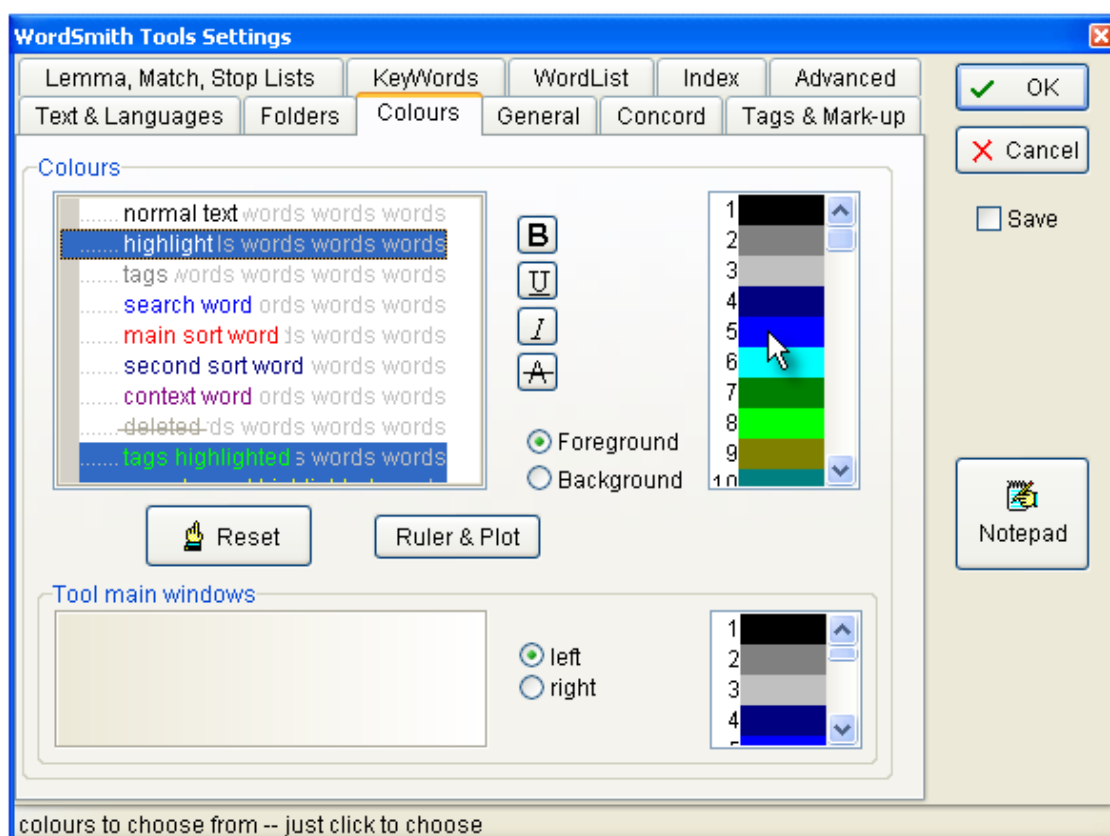 WordSmith Tools Settings
Lemma, Match, Stop Lists KeyWords WordList Index Advanced
Text & Languages Folders Colours General Concord Tags & Mark-up
OK
Cancel
Save
Colours
....... normal text words words words
....... highlight ls words words words
....... tags words words words words
....... search word ords words words
....... main sort word ds words words
....... second sort word words words
....... context word ords words words
....... deleted ds words words words
....... tags highlighted s words words
B
U
I
A
Foreground
Background
1
2
3
4
5
6
7
8
9
10
Reset
Ruler & Plot
Notepad
Tool main windows
left
right
1
2
3
4
colours to choose from -- just click to choose